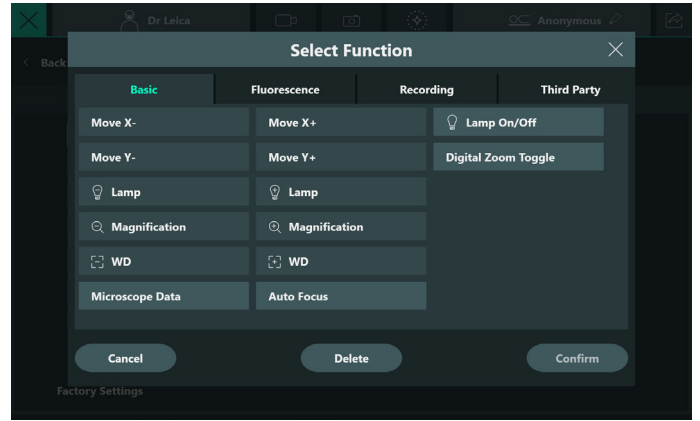 Dr Leica
Anonymous
Back
Select Function
Basic Fluorescence Recording Third Party
Move X- Move X+ Lamp On/Off
Move Y- Move Y+ Digital Zoom Toggle
Lamp Lamp
Magnification Magnification
WD WD
Microscope Data Auto Focus
Cancel Delete Confirm
Factory Settings